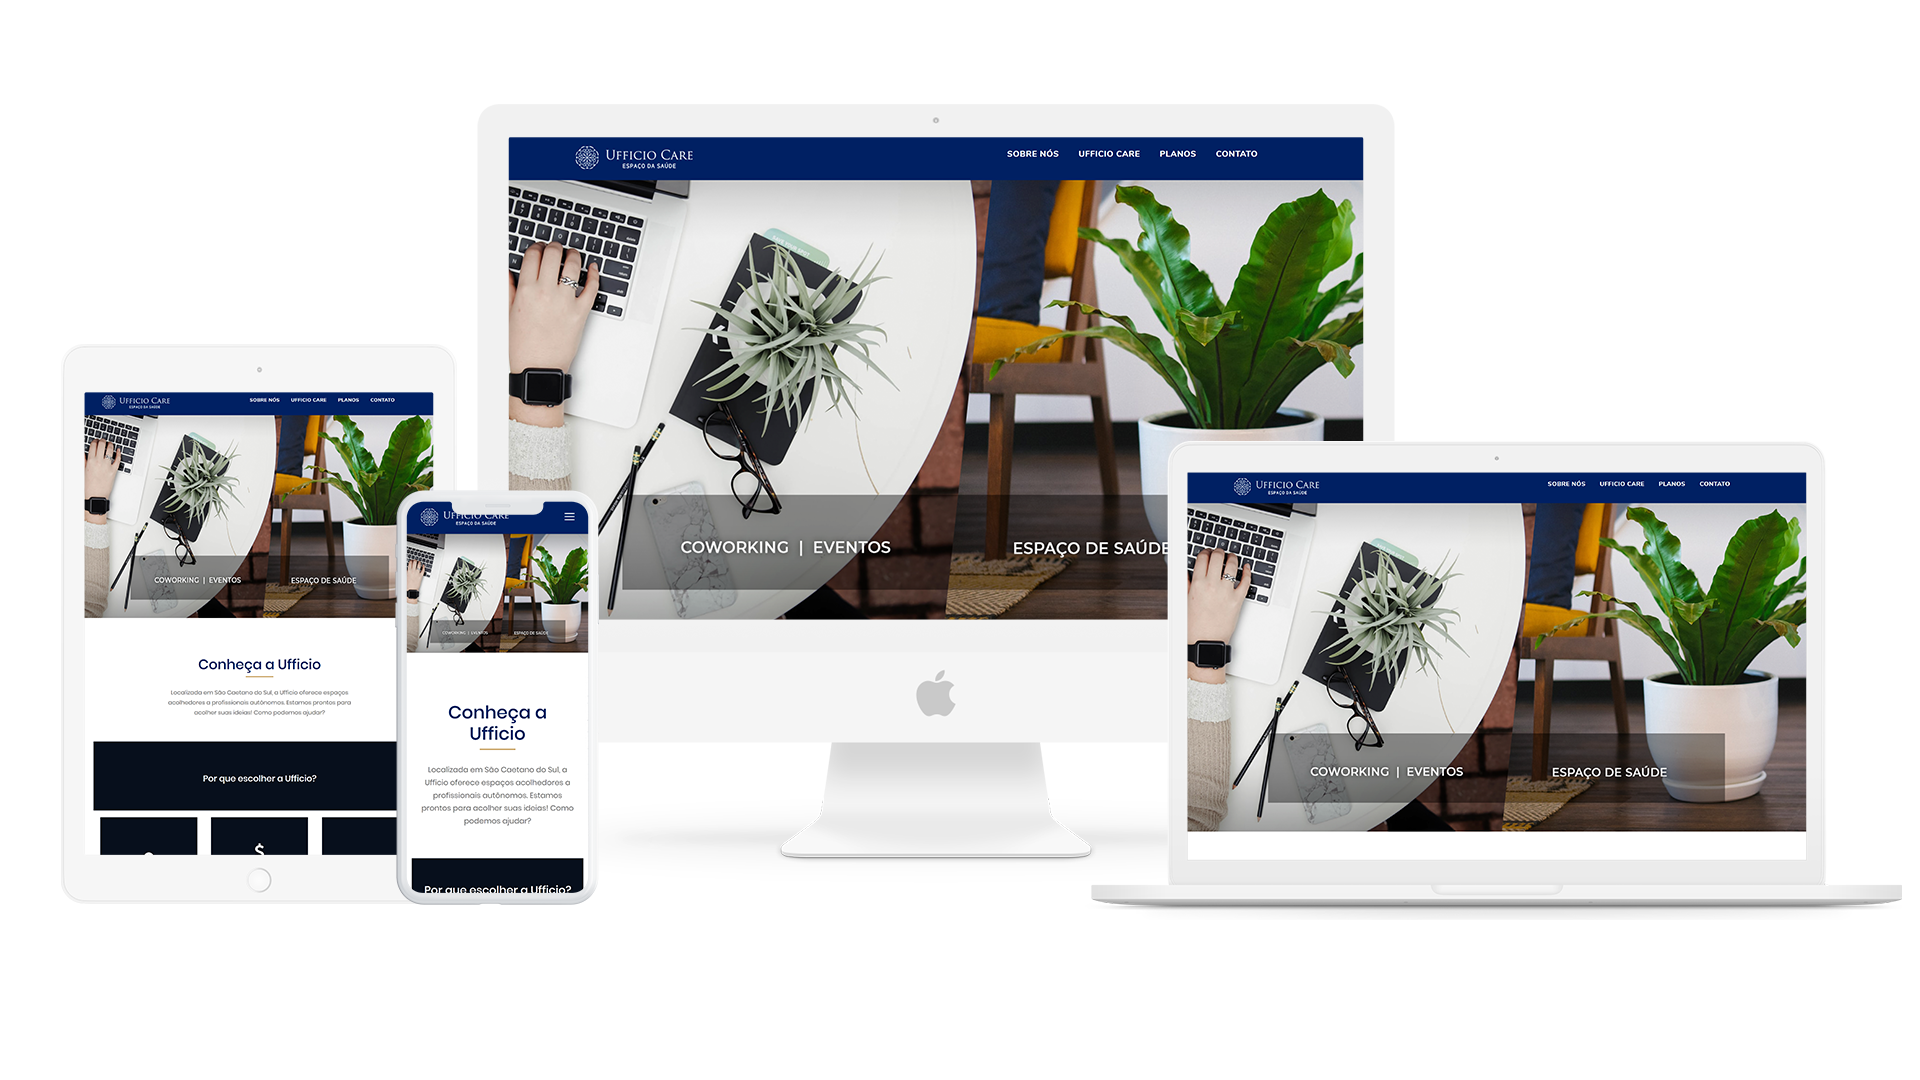 UFFICIO CARE
ESPAÇO DA SAÚDE
SOBRE NÓS UFFICIO CARE PLANOS CONTATO
COWORKING | EVENTOS
ESPAÇO DE SAÚDE
UFFICIO CARE
ESPAÇO DA SAÚDE
SOBRE NÓS UFFICIO CARE PLANOS CONTATO
COWORKING | EVENTOS
ESPAÇO DE SAÚDE
Conheça a Ufficio
Localizada em São Caetano do Sul, a Ufficio oferece espaços
acolhedores a profissionais autônomos. Estamos prontos para
acolher suas ideias! Como podemos ajudar?
Por que escolher a Ufficio?
$
UFFICIO CARE
ESPAÇO DA SAÚDE
COWORKING | EVENTOS
ESPAÇO DE SAÚDE
Conheça a
Ufficio
Localizada em São Caetano do Sul, a
Ufficio oferece espaços acolhedores a
profissionais autônomos. Estamos
prontos para acolher suas ideias! Como
podemos ajudar?
Por que escolher a Ufficio?
UFFICIO CARE
ESPAÇO DA SAÚDE
SOBRE NÓS UFFICIO CARE PLANOS CONTATO
COWORKING | EVENTOS
ESPAÇO DE SAÚDE